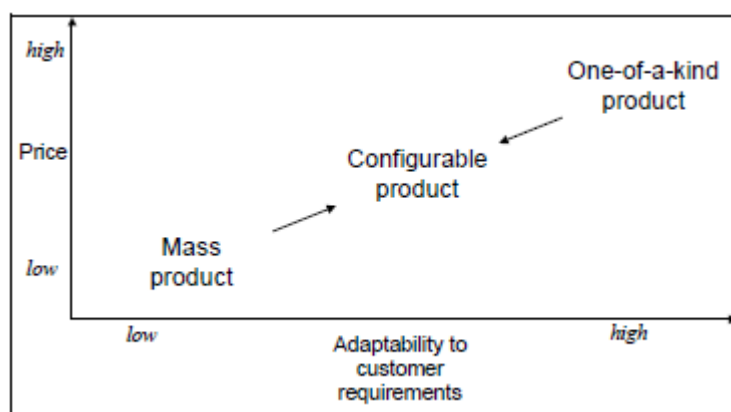 high
One-of-a-kind
product
Price
Configurable
product
Mass
product
low
low
high
Adaptability to
customer
requirements